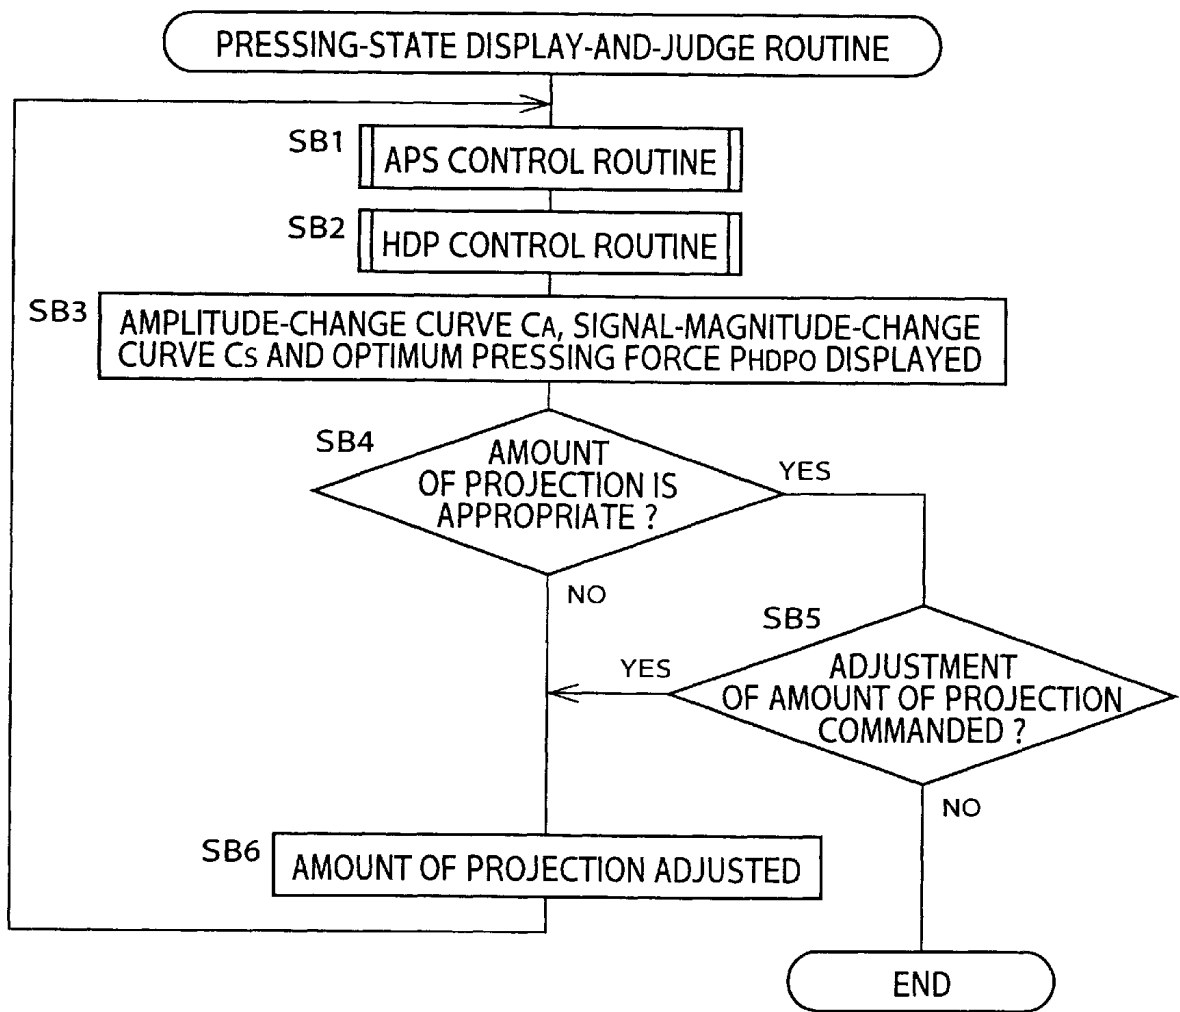 PRESSING-STATE DISPLAY-AND-JUDGE ROUTINE
SB1
APS CONTROL ROUTINE
SB2
HDP CONTROL ROUTINE
SB3
AMPLITUDE-CHANGE CURVE CA, SIGNAL-MAGNITUDE-CHANGE
CURVE CS AND OPTIMUM PRESSING FORCE PHDPO DISPLAYED
SB4
AMOUNT
OF PROJECTION IS
APPROPRIATE ?
YES
NO
SB5
YES
ADJUSTMENT
OF AMOUNT OF PROJECTION
COMMANDED ?
NO
SB6
AMOUNT OF PROJECTION ADJUSTED
END